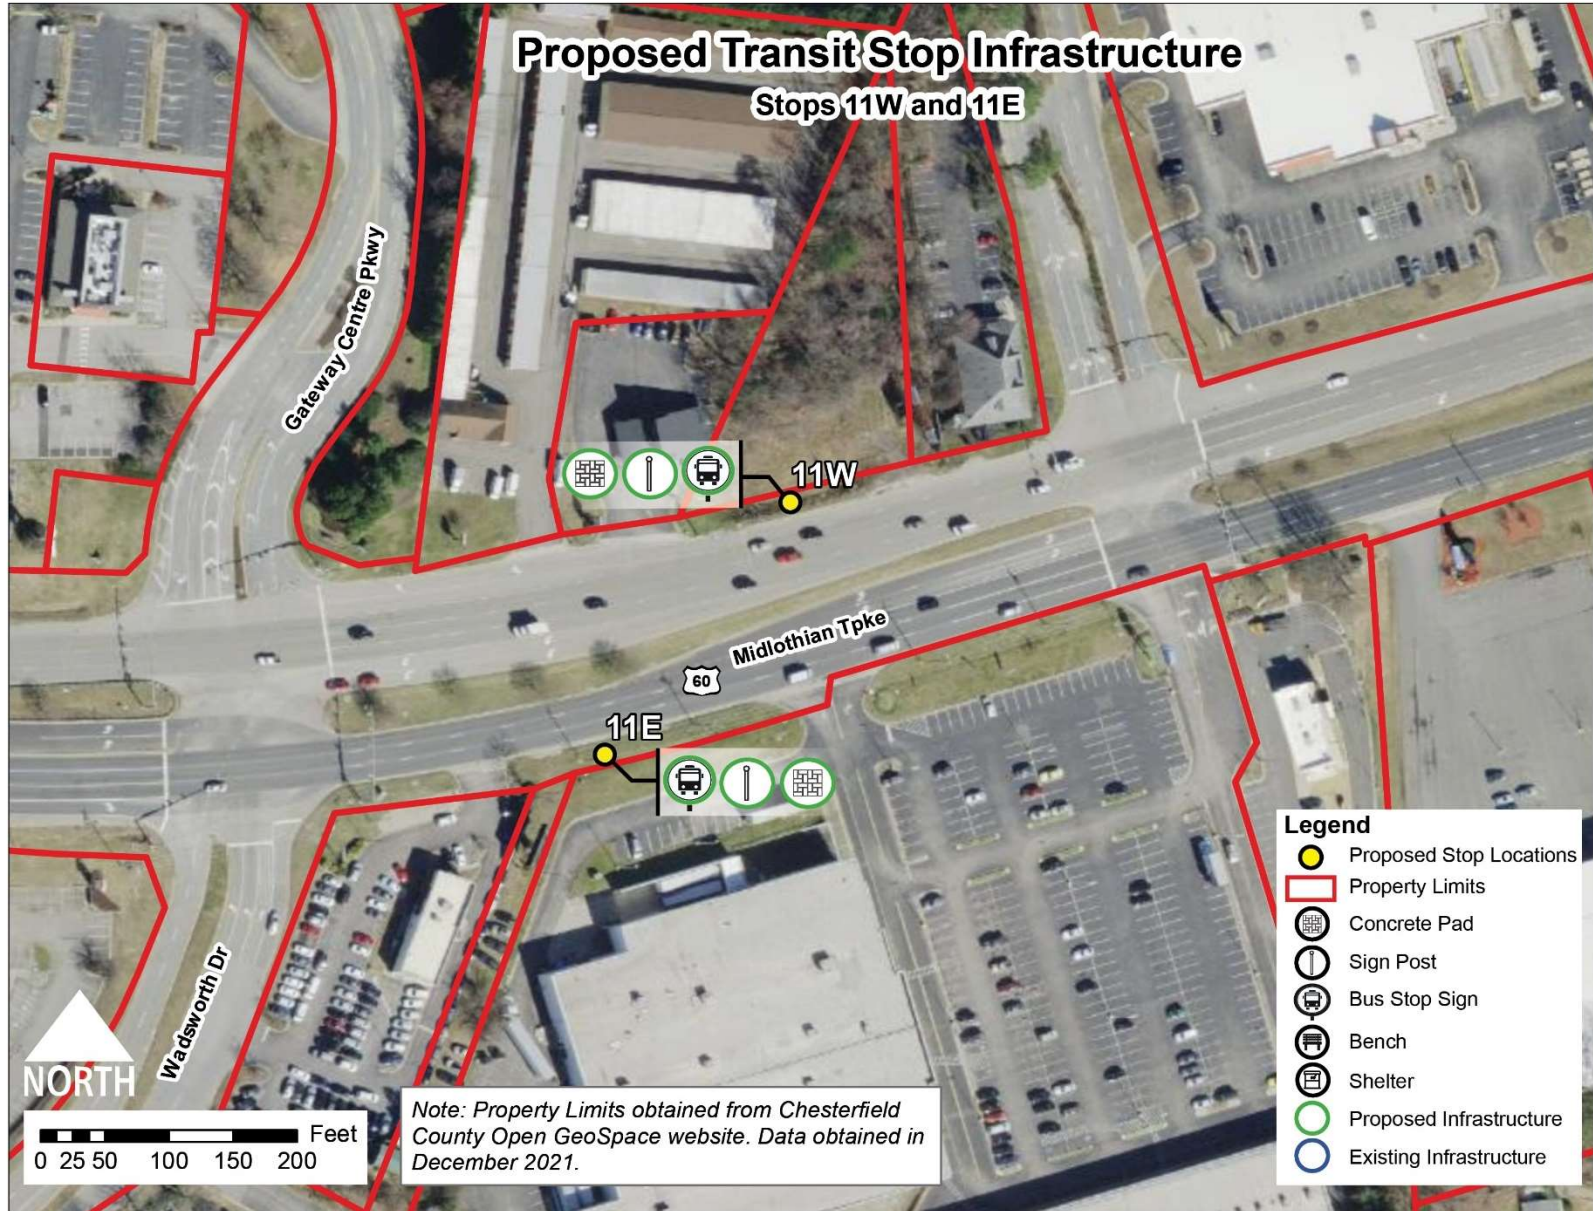 Proposed Transit Stop Infrastructure
Stops 11W and 11E
Gateway Centre Pkwy
11W
Midlothian Tpke
60
11E
Wadsworth Dr
NORTH
Feet
0 25 50 100 150 200
Note: Property Limits obtained from Chesterfield
County Open GeoSpace website. Data obtained in
December 2021.
Legend
Proposed Stop Locations
Property Limits
Concrete Pad
Sign Post
Bus Stop Sign
Bench
Shelter
Proposed Infrastructure
Existing Infrastructure